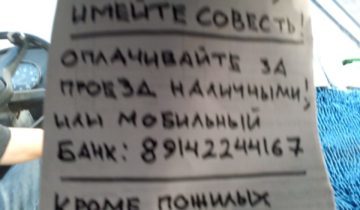 ИМЕЙТЕ СОВЕСТЬ!
ОПЛАЧИВАЙТЕ ЗА
ПРОЕЗД НАЛИЧНЫМИ!
ИЛИ МОБИЛЬНЫЙ
БАНК: 89142244167
КРОМЕ ПОЖИЛЫХ